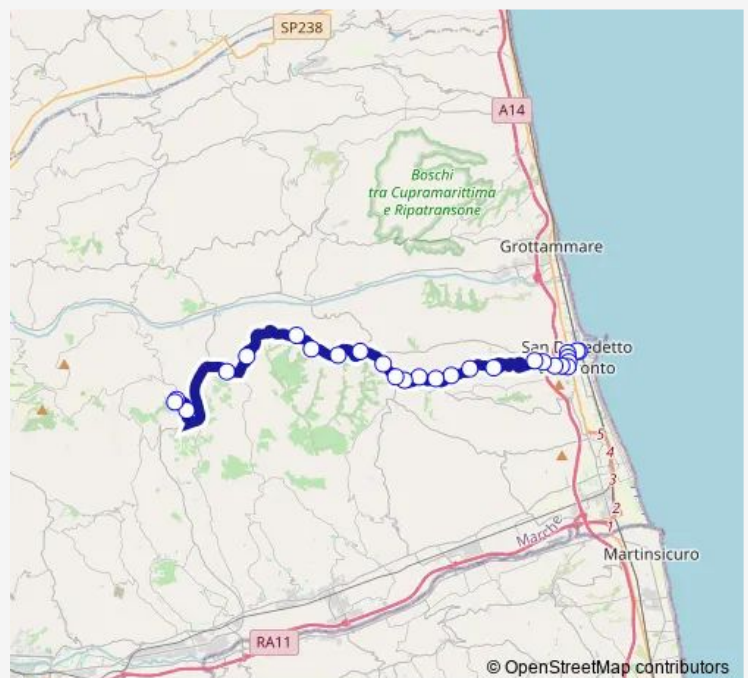 SP238
A14
Boschi
tra Cupramarittima
e Ripatransone
Grottammare
San
edetto
onto
5
4
3
2
1
Marche
Martinsicuro
RA11
© OpenStreetMap contributors